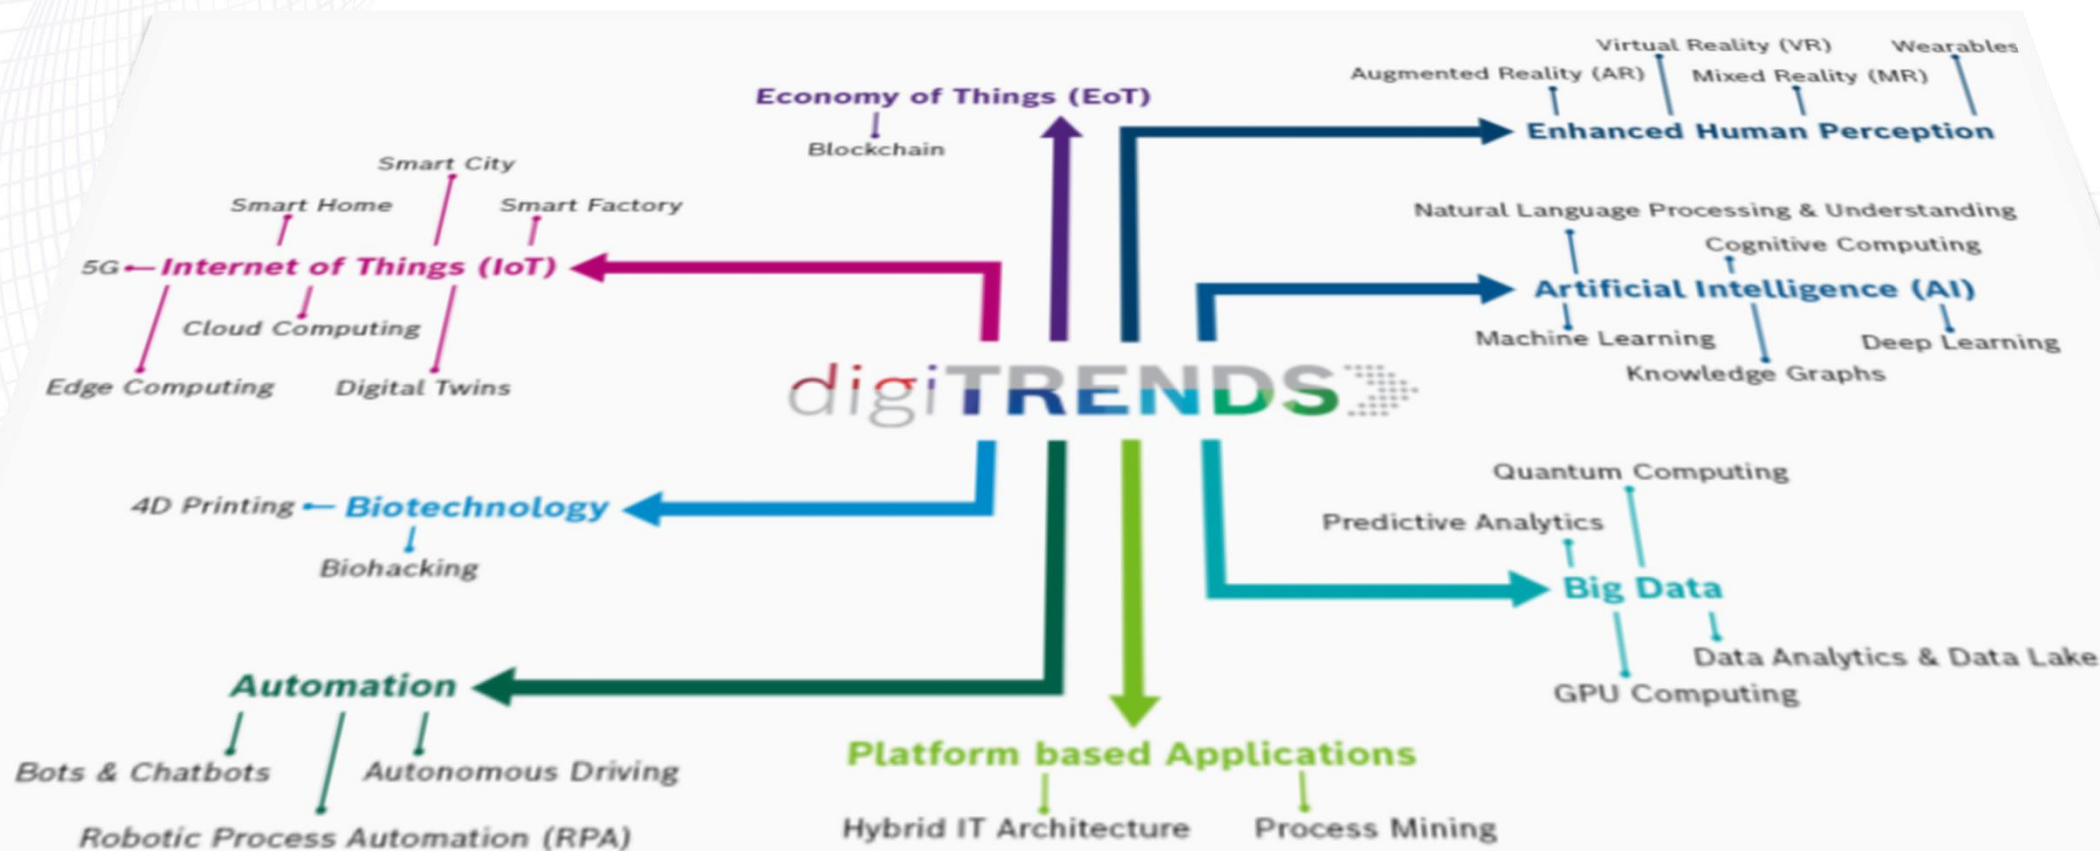 Virtual Reality (VR)
Wearables
Augmented Reality (AR)
Mixed Reality (MR)
Economy of Things (EoT)
Enhanced Human Perception
Blockchain
Smart City
Smart Home
Smart Factory
Natural Language Processing & Understanding
Cognitive Computing
5G
Internet of Things (IoT)
Artificial Intelligence (AI)
Cloud Computing
Machine Learning
Deep Learning
Knowledge Graphs
Edge Computing
Digital Twins
digiTRENDS
Quantum Computing
4D Printing
Biotechnology
Predictive Analytics
Biohacking
Big Data
Data Analytics & Data Lake
Automation
GPU Computing
Platform based Applications
Bots & Chatbots
Autonomous Driving
Robotic Process Automation (RPA)
Hybrid IT Architecture
Process Mining